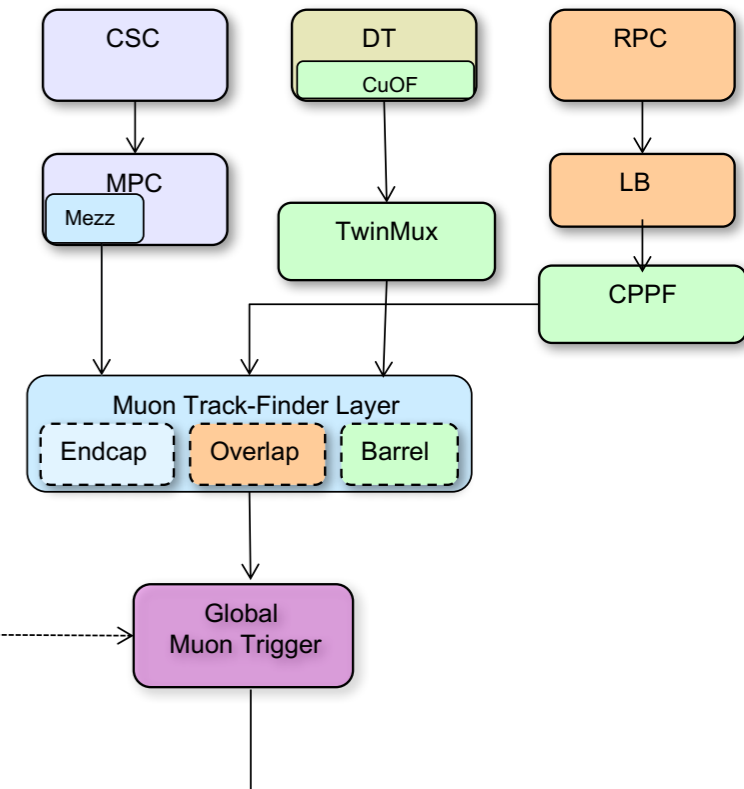 CSC
DT
RPC
CuOF
MPC
LB
Mezz
TwinMux
CPPF
Muon Track-Finder Layer
Endcap
Overlap
Barrel
Global
Muon Trigger